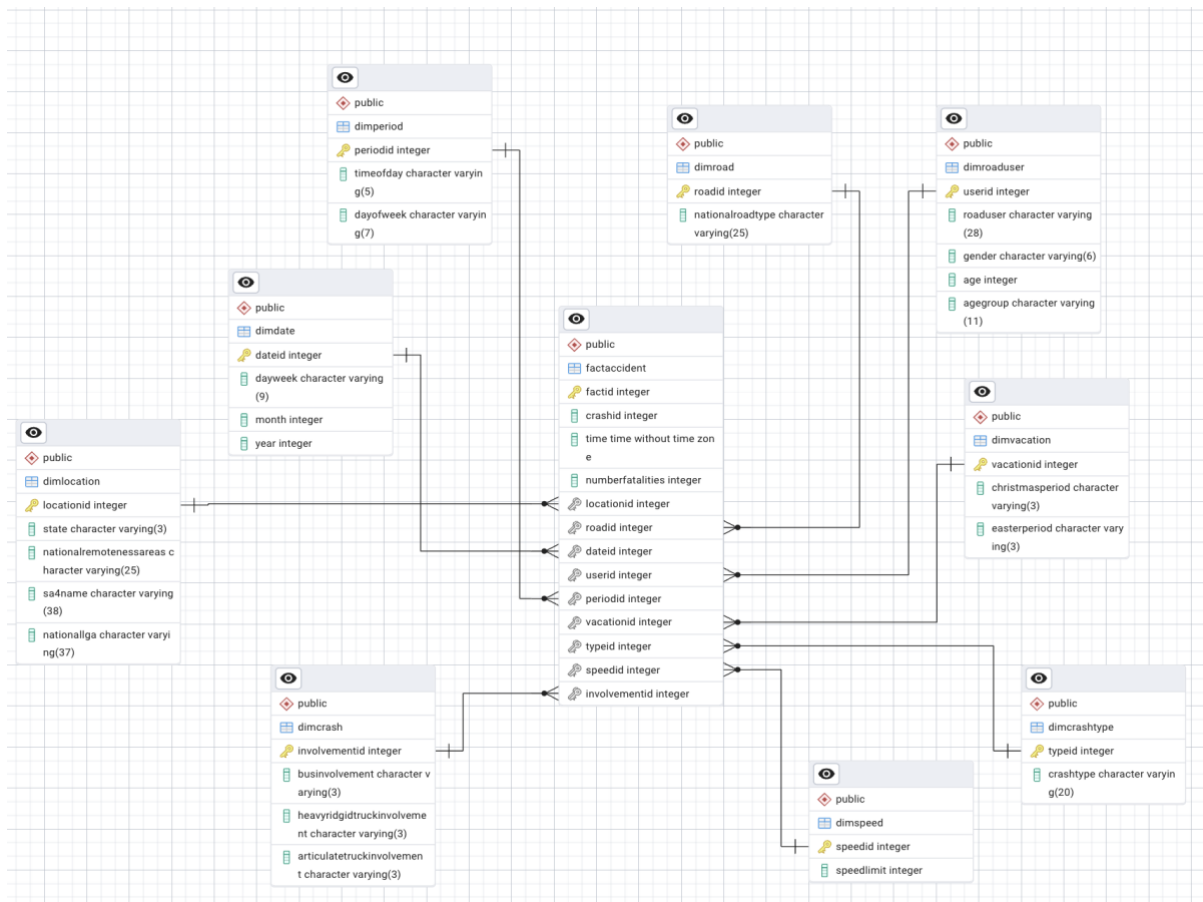 public
dimperiod
periodid integer
timeofday character varyin
g(5)
dayofweek character varyin
g(7)
public
dimroad
roadid integer
nationalroadtype character
varying(25)
public
dimroaduser
userid integer
roaduser character varying
(28)
gender character varying(6)
age integer
agegroup character varying
(11)
public
dimdate
dateid integer
dayweek character varying
(9)
month integer
year integer
public
factaccident
factid integer
crashid integer
time time without time zon
e
numberfatalities integer
locationid integer
roadid integer
dateid integer
userid integer
periodid integer
vacationid integer
typeid integer
speedid integer
involvementid integer
public
dimvacation
vacationid integer
christmasperiod character
varying(3)
easterperiod character vary
ing(3)
public
dimlocation
locationid integer
state character varying(3)
nationalremotenessareas c
haracter varying(25)
sa4name character varying
(38)
nationallga character varyi
ng(37)
public
dimcrash
involvementid integer
businvolvement character v
arying(3)
heavyridgidtruckinvolveme
nt character varying(3)
articulatetruckinvolvemen
t character varying(3)
public
dimcrashtype
typeid integer
crashtype character varyin
g(20)
public
dimspeed
speedid integer
speedlimit integer